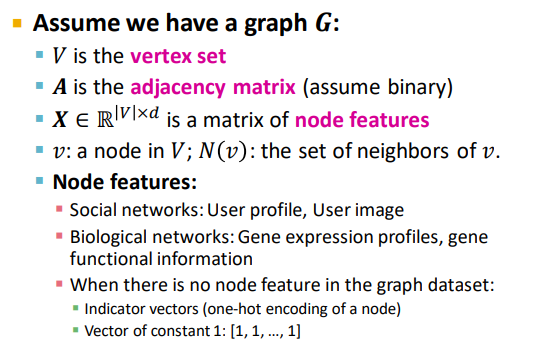 Assume we have a graph G:
V is the vertex set
A is the adjacency matrix (assume binary)
X ∈ ℝ^{|V|×d} is a matrix of node features
v: a node in V; N(v): the set of neighbors of v.
Node features:
Social networks: User profile, User image
Biological networks: Gene expression profiles, gene
functional information
When there is no node feature in the graph dataset:
Indicator vectors (one-hot encoding of a node)
Vector of constant 1: [1, 1, …, 1]